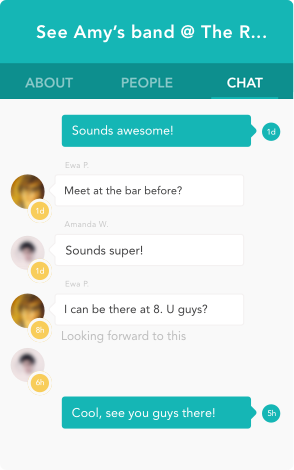 See Amy's band @ The R...
ABOUT PEOPLE CHAT
Sounds awesome!
1d
Ewa P.
Meet at the bar before?
1d
Amanda W.
Sounds super!
1d
Ewa P.
I can be there at 8. U guys?
8h
Looking forward to this
6h
Cool, see you guys there!
5h